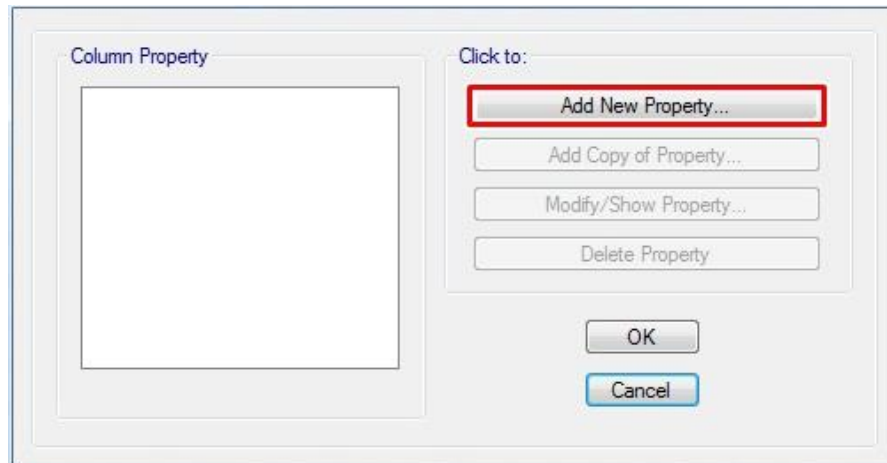 Column Property
Click to:
Add New Property...
Add Copy of Property...
Modify/Show Property...
Delete Property
OK
Cancel